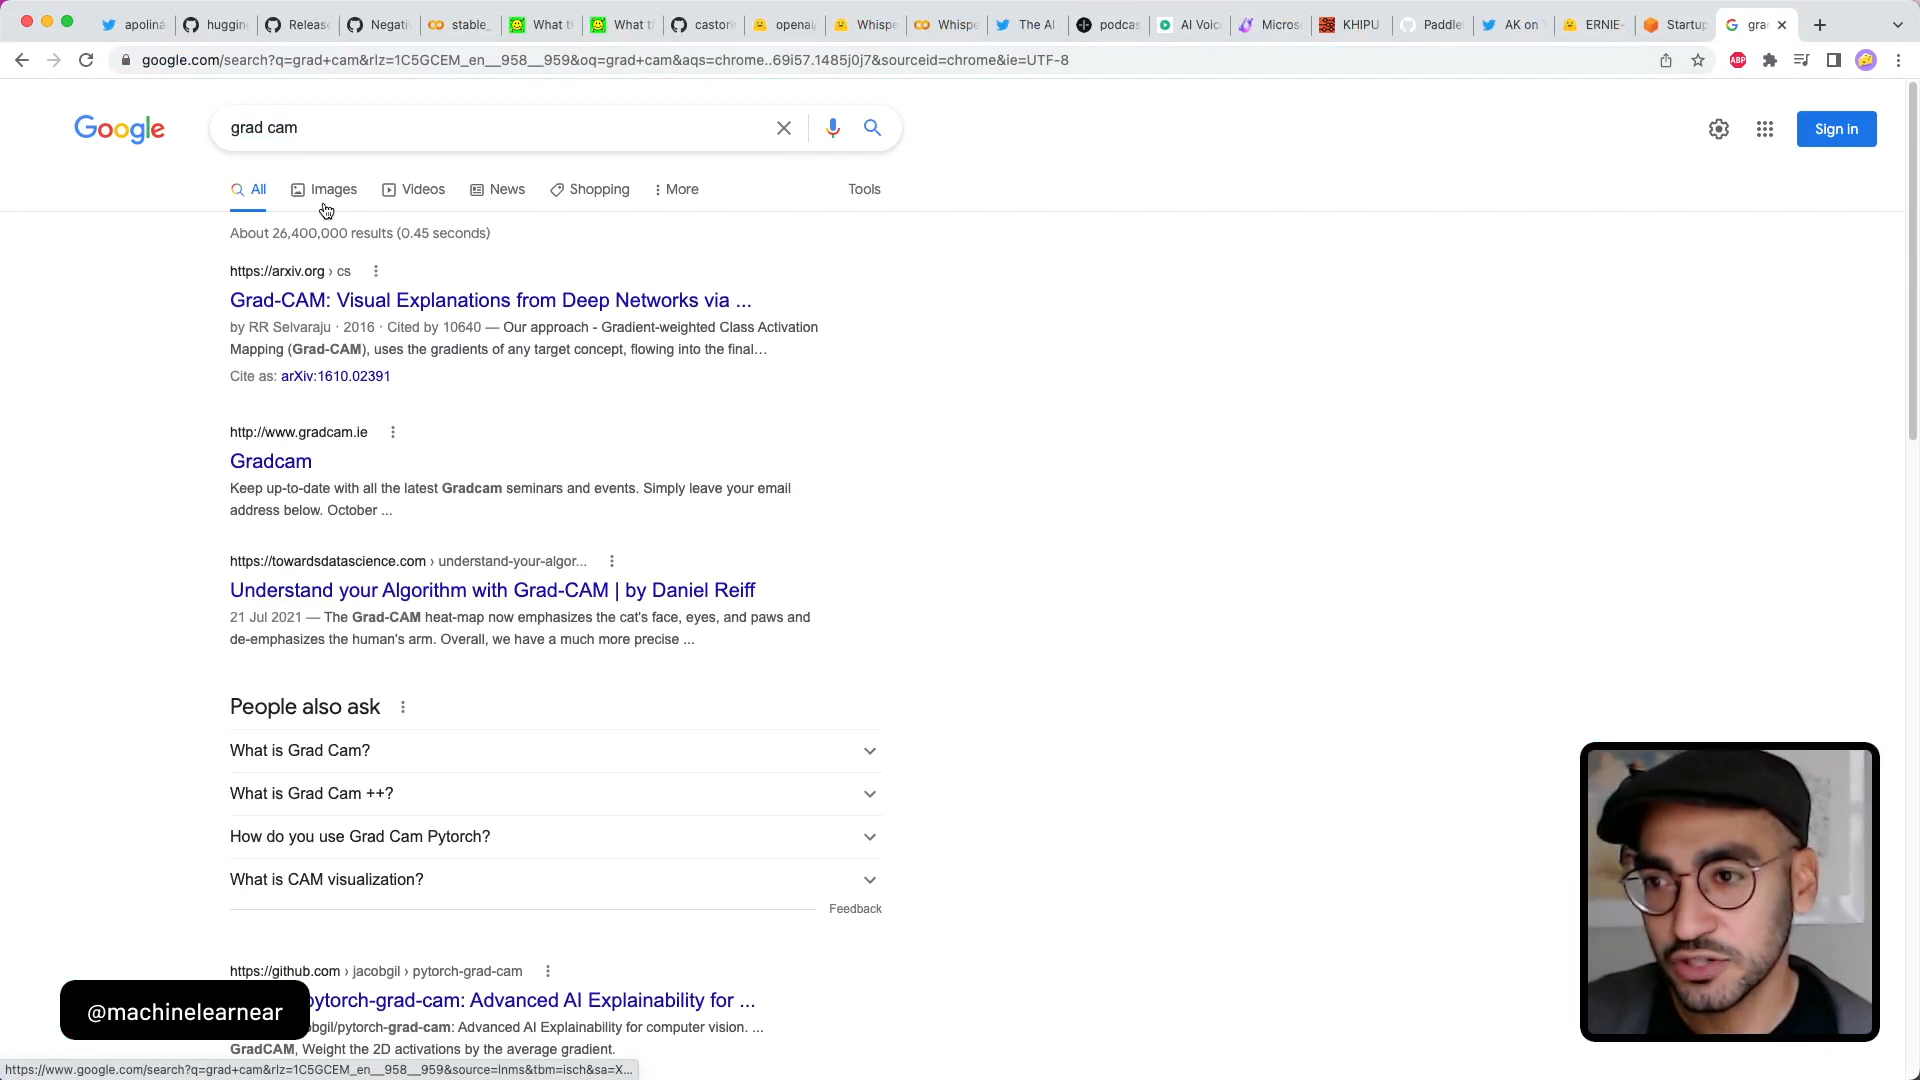 apoliná
hugging
Release
Negati
stable_
What t
What t
castori
openai/
Whispe
Whispe
The AI
podcas
AI Voic
Micros
KHIPU
Paddle
AK on
ERNIE-
Startup
grad
google.com/search?q=grad+cam&rlz=1C5GCEM_en__958__959&oq=grad+cam&aqs=chrome..69i57.1485j0j7&sourceid=chrome&ie=UTF-8
ABP
Google
grad cam
Sign in
All
Images
Videos
News
Shopping
More
Tools
About 26,400,000 results (0.45 seconds)
https://arxiv.org › cs
Grad-CAM: Visual Explanations from Deep Networks via ...
by RR Selvaraju · 2016 · Cited by 10640 — Our approach - Gradient-weighted Class Activation
Mapping (Grad-CAM), uses the gradients of any target concept, flowing into the final…
Cite as: arXiv:1610.02391
http://www.gradcam.ie
Gradcam
Keep up-to-date with all the latest Gradcam seminars and events. Simply leave your email
address below. October ...
https://towardsdatascience.com › understand-your-algor...
Understand your Algorithm with Grad-CAM | by Daniel Reiff
21 Jul 2021 — The Grad-CAM heat-map now emphasizes the cat's face, eyes, and paws and
de-emphasizes the human's arm. Overall, we have a much more precise ...
People also ask
What is Grad Cam?
What is Grad Cam ++?
How do you use Grad Cam Pytorch?
What is CAM visualization?
Feedback
https://github.com › jacobgil › pytorch-grad-cam
pytorch-grad-cam: Advanced AI Explainability for ...
bgil/pytorch-grad-cam: Advanced AI Explainability for computer vision. ...
GradCAM, Weight the 2D activations by the average gradient.
@machinelearnear
https://www.google.com/search?q=grad+cam&rlz=1C5GCEM_en__958__959&source=lnms&tbm=isch&sa=X...